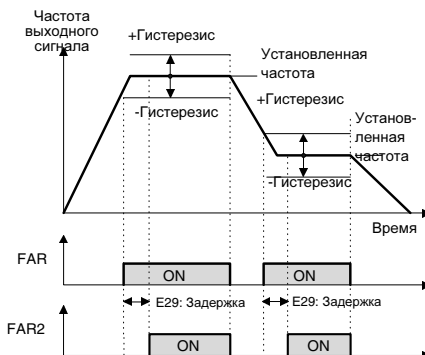 Частота
выходного
сигнала
+Гистерезис
Установленная
частота
-Гистерезис
+Гистерезис
Установ-
ленная
частота
-Гистерезис
Время
FAR
ON
ON
E29: Задержка
E29: Задержка
FAR2
ON
ON